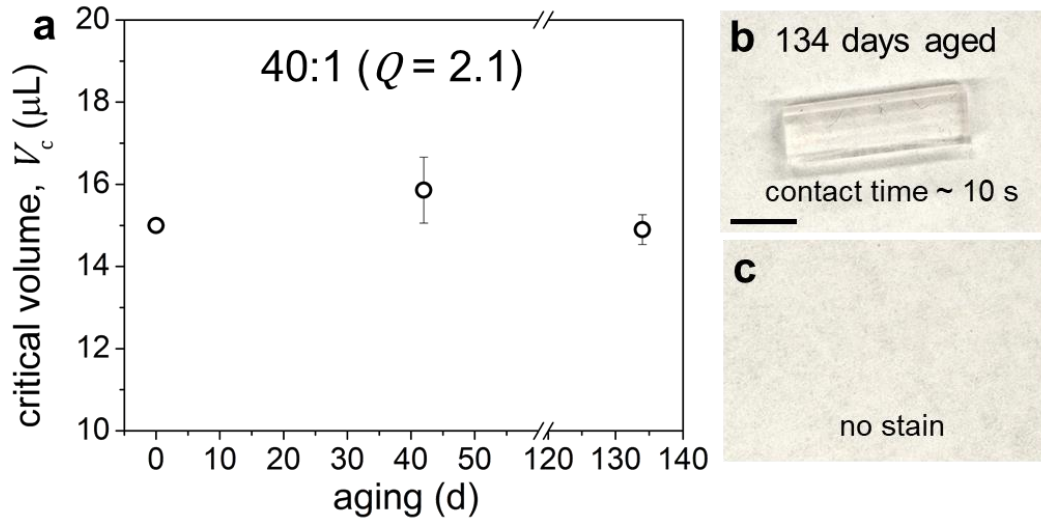 a
40:1 (Q = 2.1)
critical volume, Vc (μL)
20
18
16
14
12
10
0 10 20 30 40 50 120 130 140
aging (d)
b 134 days aged
contact time ~ 10 s
c
no stain